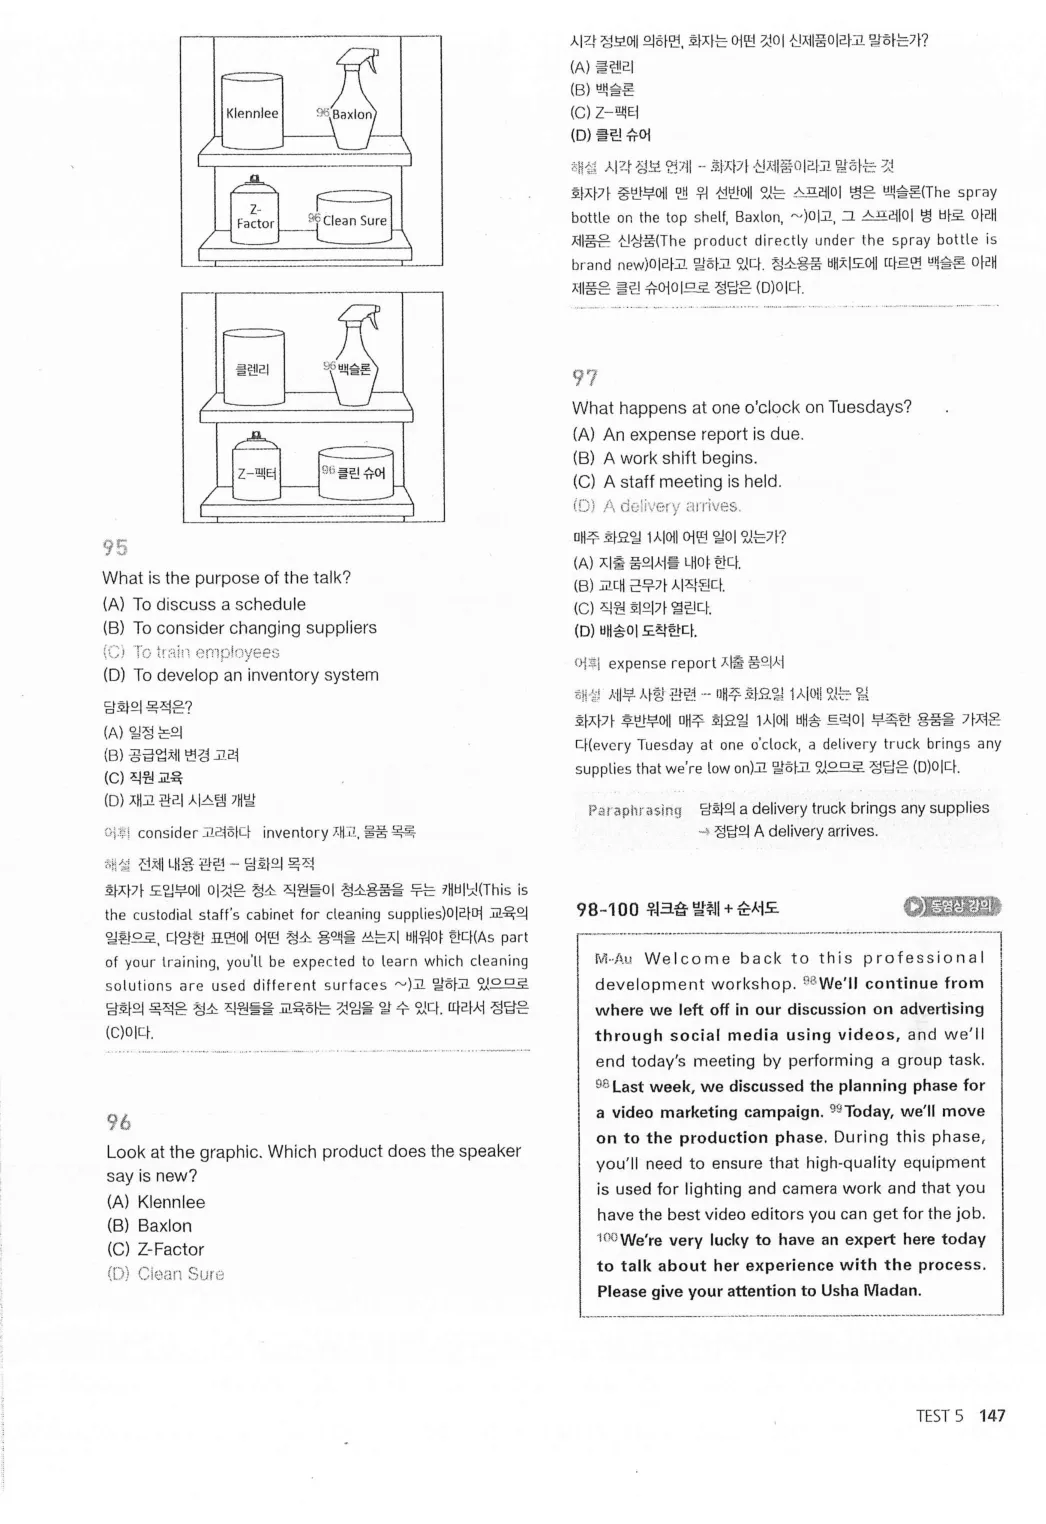 Klennlee
96 Baxlon
Z-
Factor
96 Clean Sure
클렌리
96 백슬론
Z-팩터
96 클린 슈어
95
What is the purpose of the talk?
(A) To discuss a schedule
(B) To consider changing suppliers
(C) To train employees
(D) To develop an inventory system
담화의 목적은?
(A) 일정 논의
(B) 공급업체 변경 고려
(C) 직원 교육
(D) 재고 관리 시스템 개발
어휘 consider 고려하다 inventory 재고, 물품 목록
해설 전체 내용 관련 – 담화의 목적
화자가 도입부에 이것은 청소 직원들이 청소용품을 두는 캐비닛(This is
the custodial staff's cabinet for cleaning supplies)이라며 교육의
일환으로, 다양한 표면에 어떤 청소 용액을 쓰는지 배워야 한다(As part
of your training, you'll be expected to learn which cleaning
solutions are used different surfaces ~)고 말하고 있으므로
담화의 목적은 청소 직원들을 교육하는 것임을 알 수 있다. 따라서 정답은
(C)이다.
96
Look at the graphic. Which product does the speaker
say is new?
(A) Klennlee
(B) Baxlon
(C) Z-Factor
(D) Clean Sure
시각 정보에 의하면, 화자는 어떤 것이 신제품이라고 말하는가?
(A) 클렌리
(B) 백슬론
(C) Z-팩터
(D) 클린 슈어
해설 시각 정보 연계 – 화자가 신제품이라고 말하는 것
화자가 중반부에 맨 위 선반에 있는 스프레이 병은 백슬론(The spray
bottle on the top shelf, Baxlon, ~)이고, 그 스프레이 병 바로 아래
제품은 신상품(The product directly under the spray bottle is
brand new)이라고 말하고 있다. 청소용품 배치도에 따르면 백슬론 아래
제품은 클린 슈어이므로 정답은 (D)이다.
97
What happens at one o'clock on Tuesdays?
(A) An expense report is due.
(B) A work shift begins.
(C) A staff meeting is held.
(D) A delivery arrives.
매주 화요일 1시에 어떤 일이 있는가?
(A) 지출 품의서를 내야 한다.
(B) 교대 근무가 시작된다.
(C) 직원 회의가 열린다.
(D) 배송이 도착한다.
어휘 expense report 지출 품의서
해설 세부 사항 관련 – 매주 화요일 1시에 있는 일
화자가 후반부에 매주 화요일 1시에 배송 트럭이 부족한 용품을 가져온
다(every Tuesday at one o'clock, a delivery truck brings any
supplies that we're low on)고 말하고 있으므로 정답은 (D)이다.
Paraphrasing 담화의 a delivery truck brings any supplies
→ 정답의 A delivery arrives.
98-100 워크숍 발췌 + 순서도
동영상 강의
M-Au Welcome back to this professional
development workshop. 98We'll continue from
where we left off in our discussion on advertising
through social media using videos, and we'll
end today's meeting by performing a group task.
98Last week, we discussed the planning phase for
a video marketing campaign. 99Today, we'll move
on to the production phase. During this phase,
you'll need to ensure that high-quality equipment
is used for lighting and camera work and that you
have the best video editors you can get for the job.
100We're very lucky to have an expert here today
to talk about her experience with the process.
Please give your attention to Usha Madan.
TEST 5 147